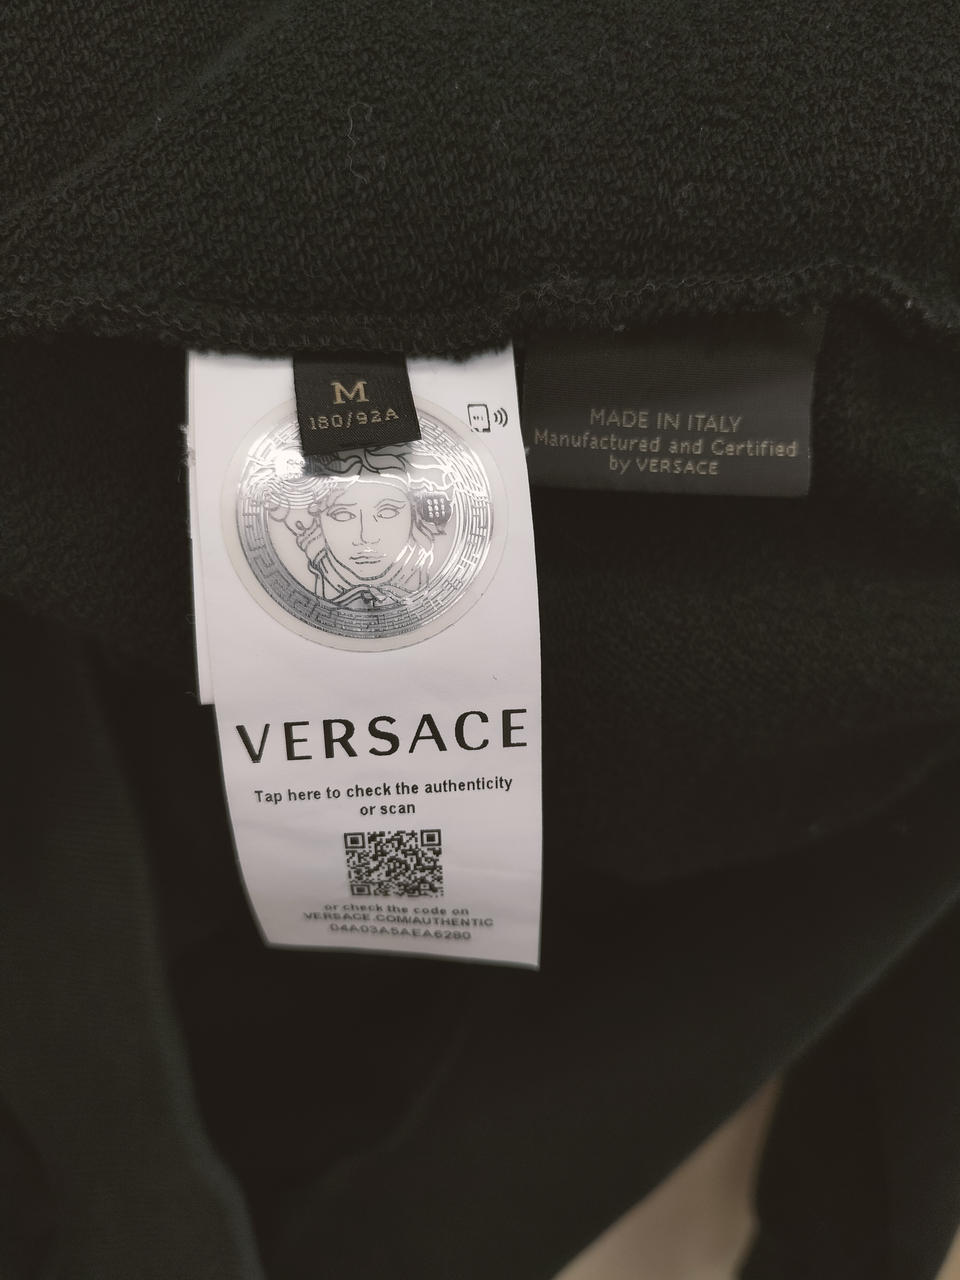 M
180/92A
MADE IN ITALY
Manufactured and Certified
by VERSACE
VERSACE
Tap here to check the authenticity
or scan
or check the code on
VERSACE.COM/AUTHENTIC
04A03A5AEA6280